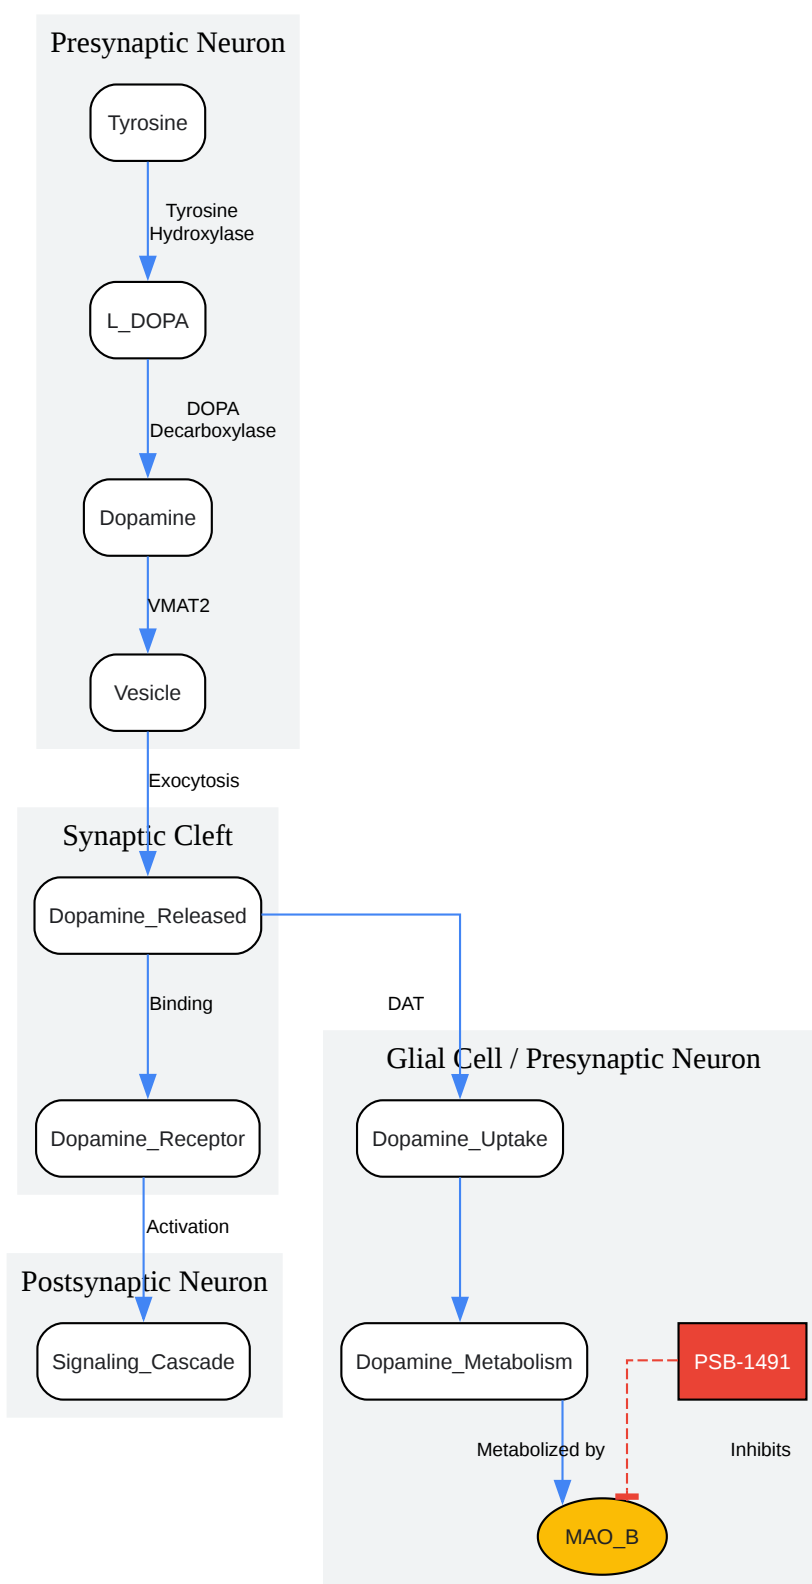 Presynaptic Neuron
Tyrosine
Tyrosine
Hydroxylase
L_DOPA
DOPA
Decarboxylase
Dopamine
VMAT2
Vesicle
Exocytosis
Synaptic Cleft
Dopamine_Released
Binding
DAT
Glial Cell / Presynaptic Neuron
Dopamine_Receptor
Dopamine_Uptake
Activation
Postsynaptic Neuron
Signaling_Cascade
Dopamine_Metabolism
PSB-1491
Metabolized by
Inhibits
MAO_B